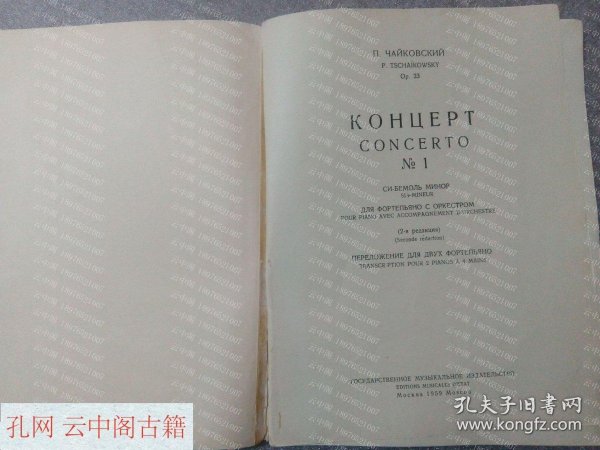 П. ЧАЙКОВСКИЙ
P. TSCHAIKOWSKY
Op. 23
КОНЦЕРТ
CONCERTO
№ 1
СИ-БЕМОЛЬ МИНОР
SI♭-MINEUR
ДЛЯ ФОРТЕПЬЯНО С ОРКЕСТРОМ
POUR PIANO AVEC ACCOMPAGNEMENT D'ORCHESTRE
(2-я редакция)
(Seconde rédaction)
ПЕРЕЛОЖЕНИЕ ДЛЯ ДВУХ ФОРТЕПЬЯНО
TRANSCRIPTION POUR 2 PIANOS À 4 MAINS
ГОСУДАРСТВЕННОЕ МУЗЫКАЛЬНОЕ ИЗДАТЕЛЬСТВО
EDITIONS MUSICALES D'ETAT
Москва 1959 Moscou
孔网 云中阁古籍
孔夫子旧书网
www.kongfz.com